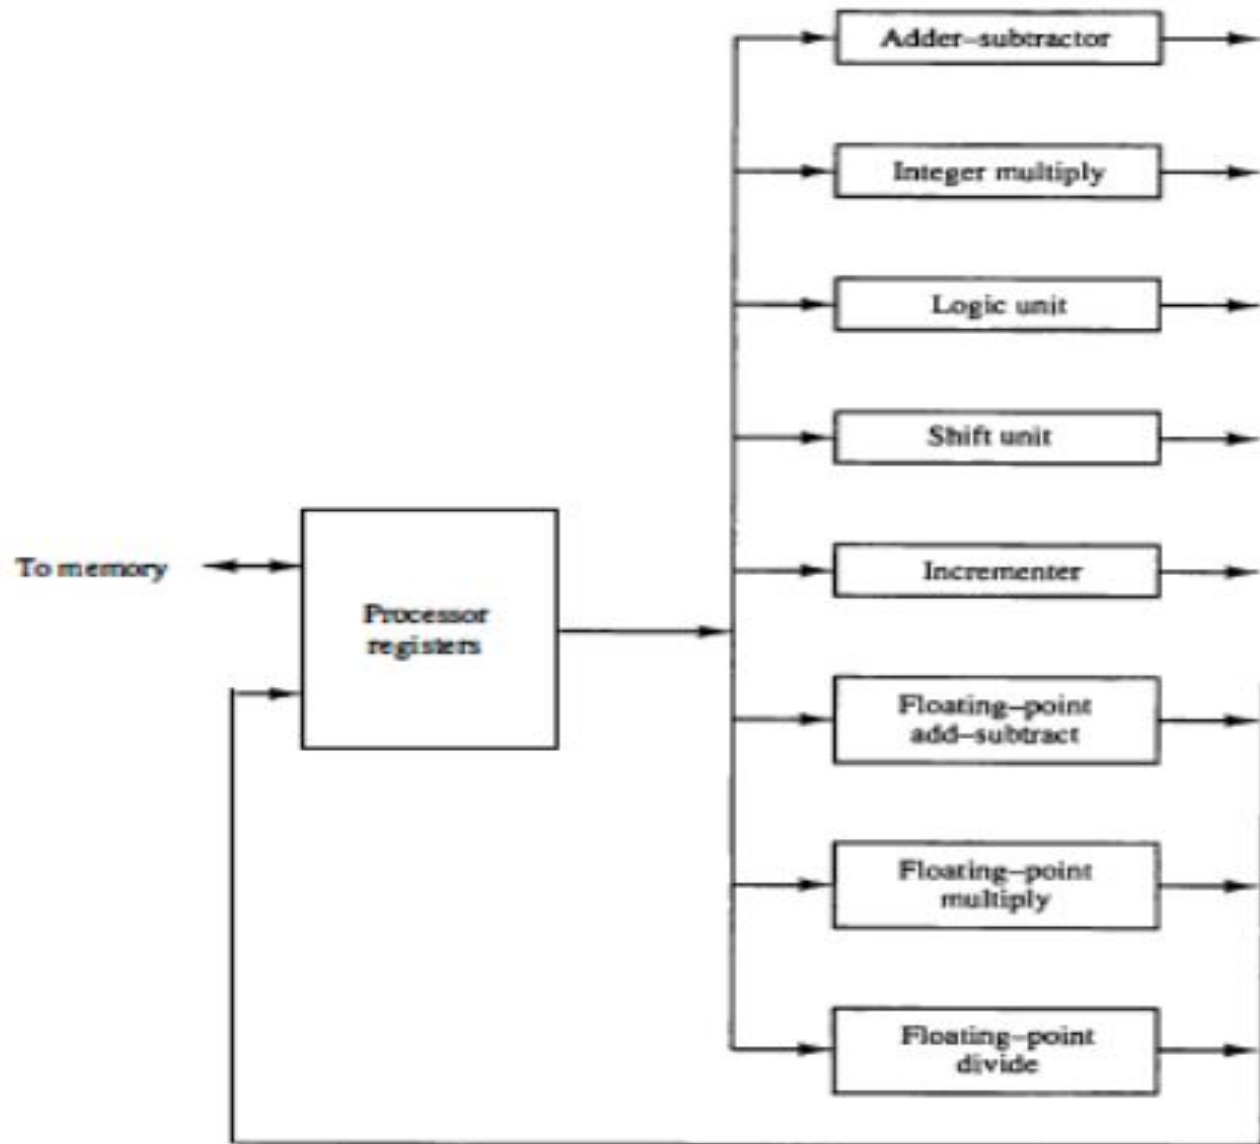 Adder-subtractor
Integer multiply
Logic unit
Shift unit
Incrementer
To memory
Processor
registers
Floating-point
add-subtract
Floating-point
multiply
Floating-point
divide